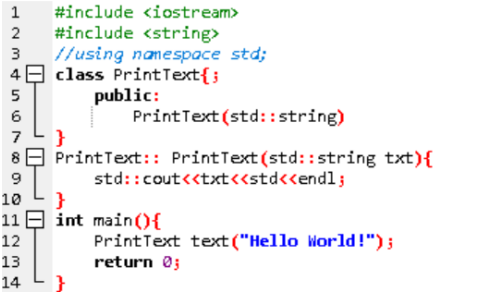 1 #include <iostream>
2 #include <string>
3 //using namespace std;
4 class PrintText{;
5 public:
6 PrintText(std::string)
7 }
8 PrintText:: PrintText(std::string txt){
9 std::cout<<txt<<std<<endl;
10 }
11 int main(){
12 PrintText text("Hello World!");
13 return 0;
14 }